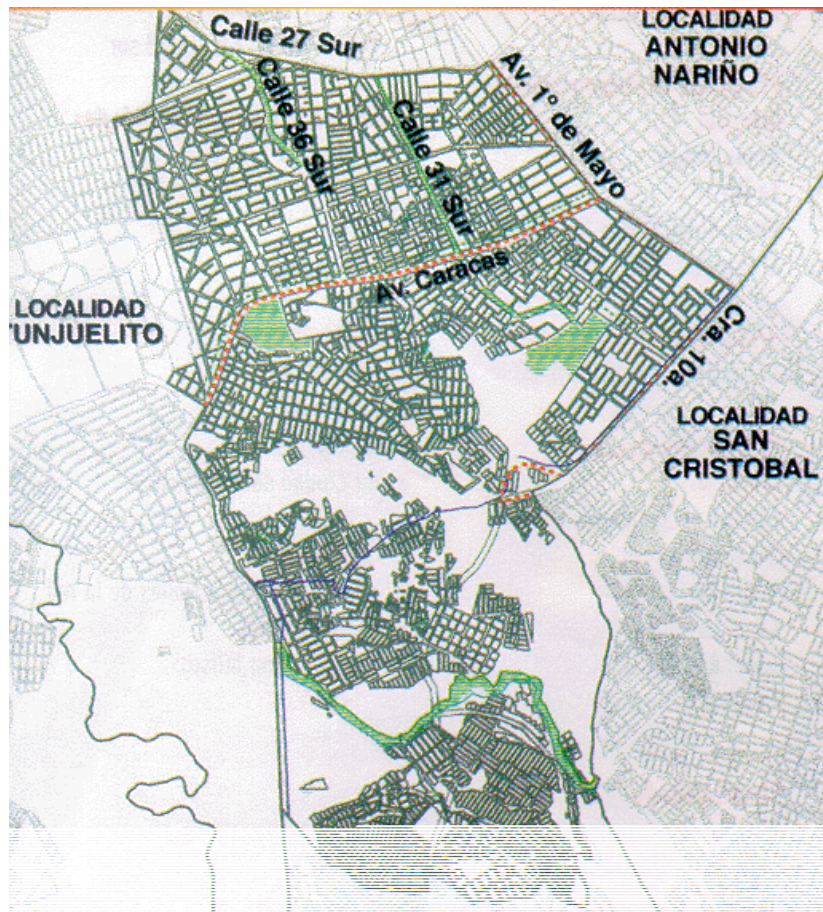 Calle 27 Sur
LOCALIDAD
ANTONIO
NARIÑO
Av. 1º de Mayo
Calle 36 Sur
Calle 31 Sur
Av. Caracas
LOCALIDAD
TUNJUELITO
Cra. 10a.
LOCALIDAD
SAN
CRISTOBAL